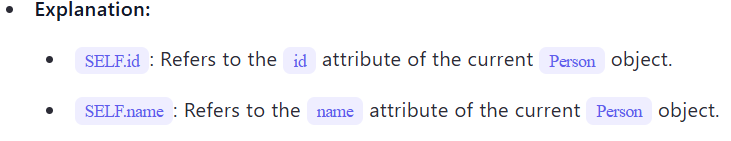 Explanation:
SELF.id : Refers to the id attribute of the current Person object.
SELF.name : Refers to the name attribute of the current Person object.